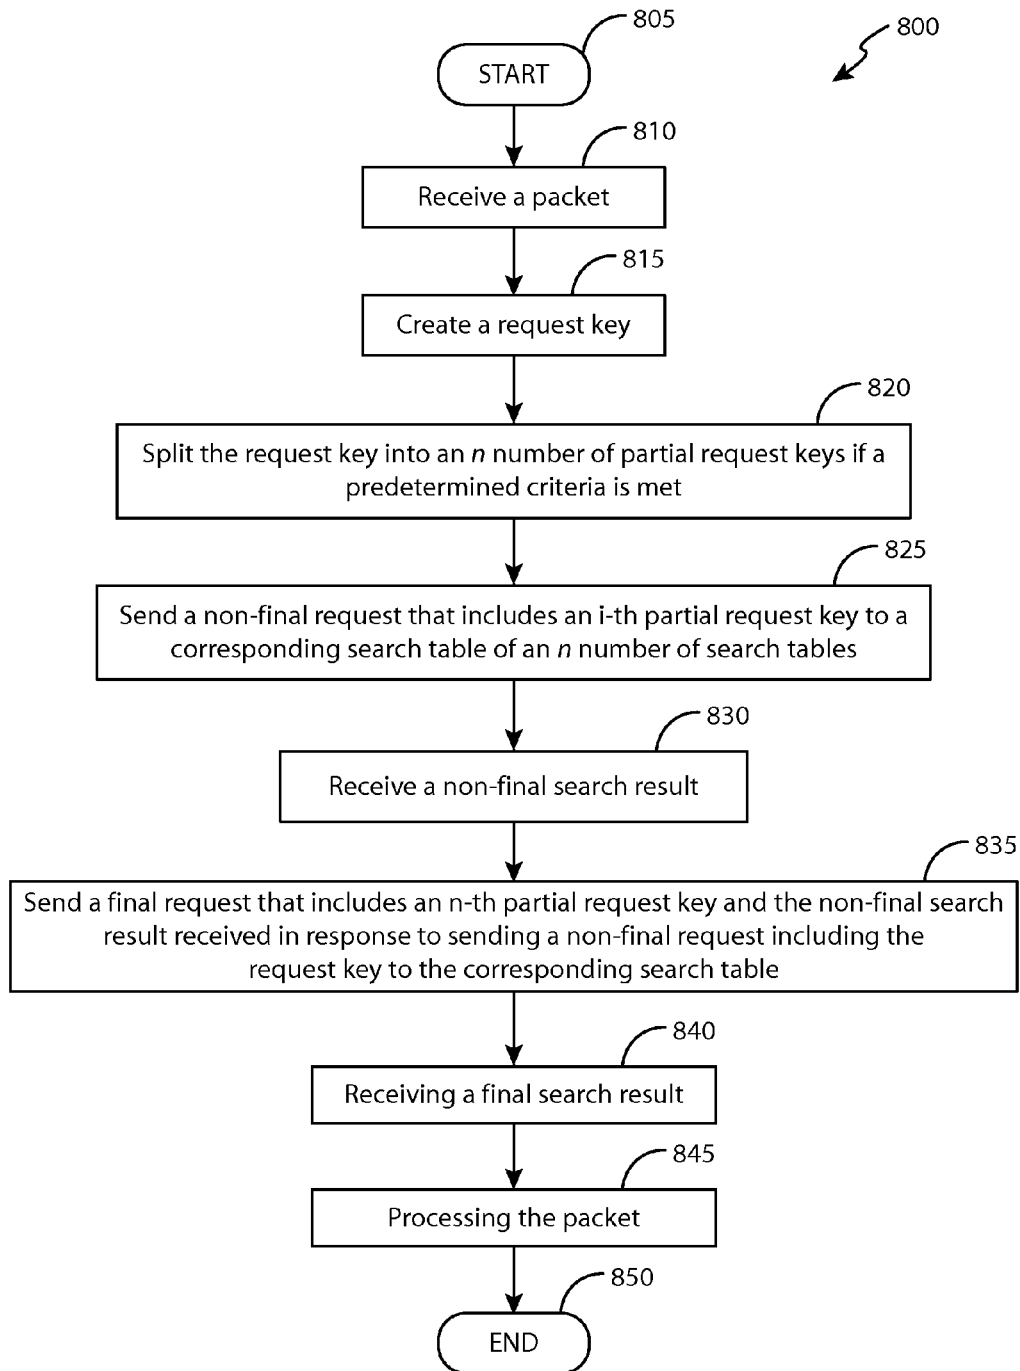 805
800
START
810
Receive a packet
815
Create a request key
820
Split the request key into an n number of partial request keys if a
predetermined criteria is met
825
Send a non-final request that includes an i-th partial request key to a
corresponding search table of an n number of search tables
830
Receive a non-final search result
835
Send a final request that includes an n-th partial request key and the non-final search
result received in response to sending a non-final request including the
request key to the corresponding search table
840
Receiving a final search result
845
Processing the packet
850
END